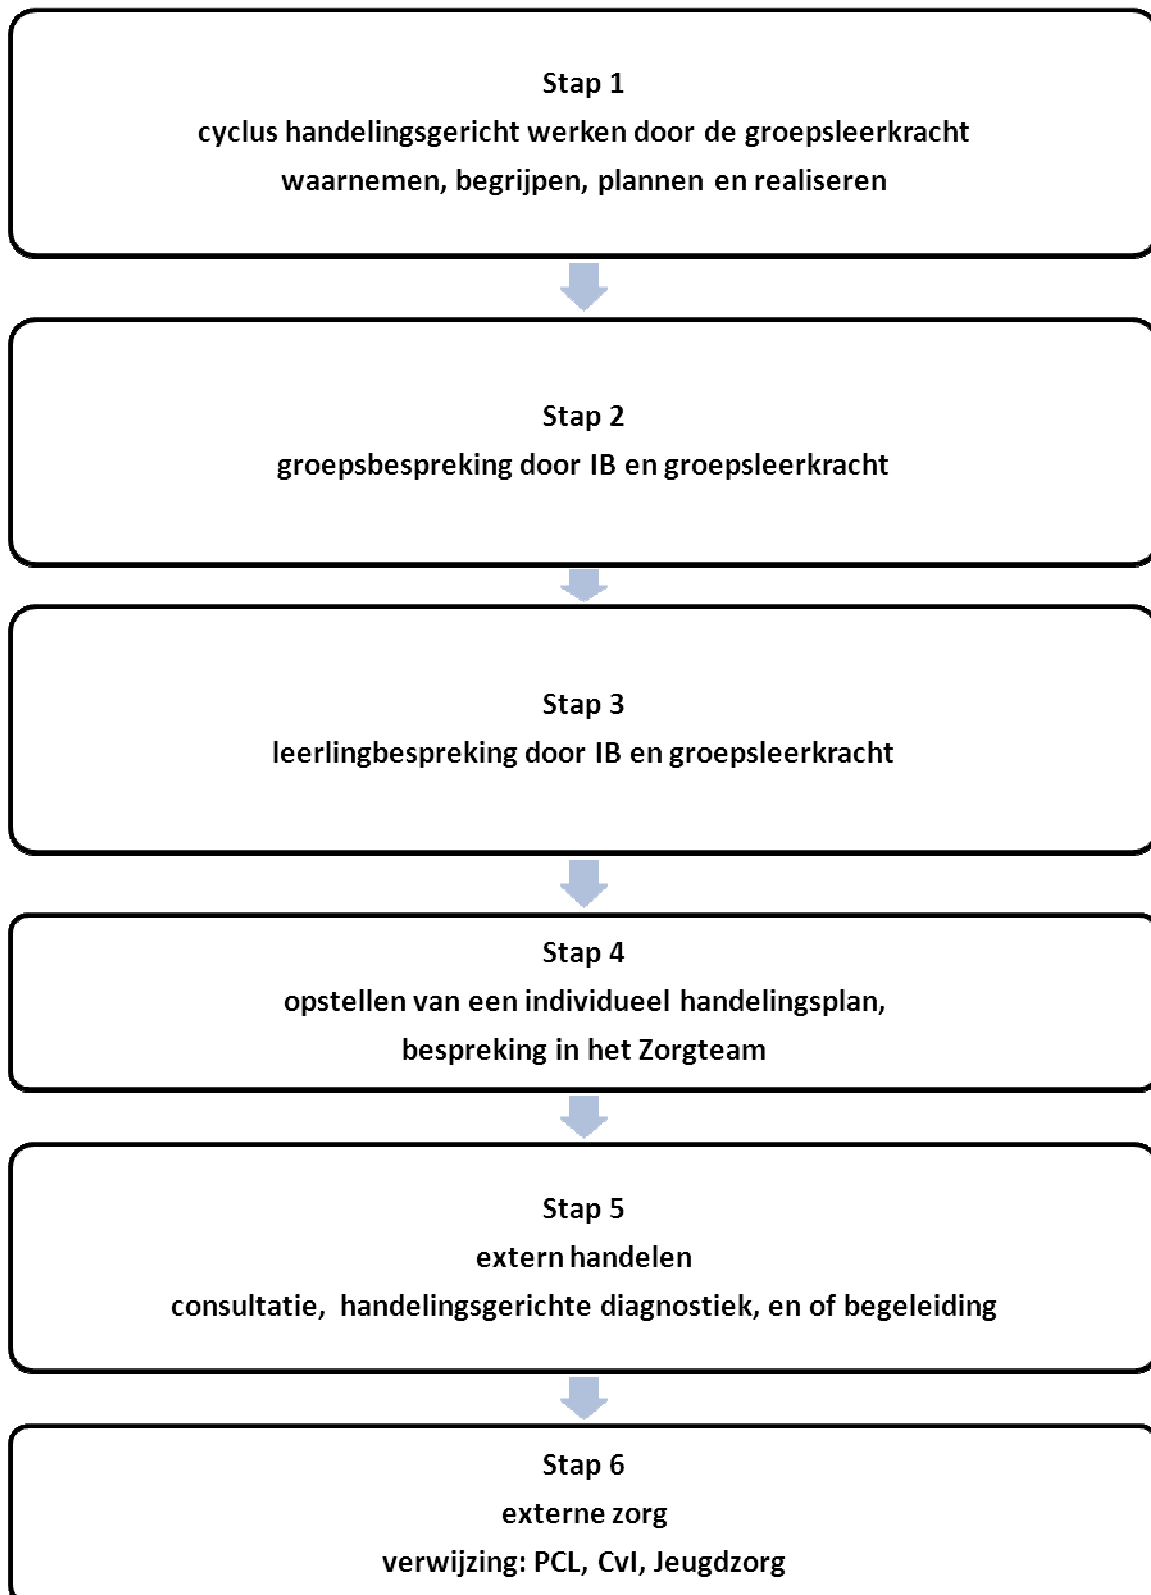 Stap 1
cyclus handelingsgericht werken door de groepsleerkracht
waarnemen, begrijpen, plannen en realiseren
Stap 2
groepsbespreking door IB en groepsleerkracht
Stap 3
leerlingbespreking door IB en groepsleerkracht
Stap 4
opstellen van een individueel handelingsplan,
bespreking in het Zorgteam
Stap 5
extern handelen
consultatie, handelingsgerichte diagnostiek, en of begeleiding
Stap 6
externe zorg
verwijzing: PCL, CvI, Jeugdzorg